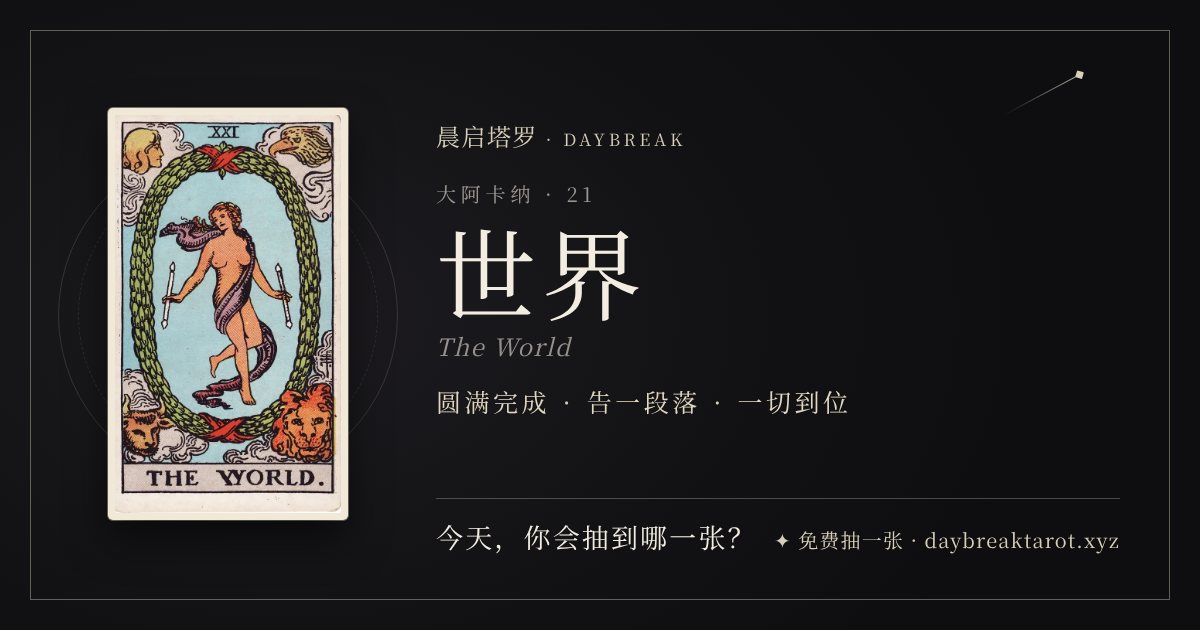 XXI
THE WORLD.
晨启塔罗 · DAYBREAK
大阿卡纳 · 21
世界
The World
圆满完成 · 告一段落 · 一切到位
今天，你会抽到哪一张？
✦ 免费抽一张 · daybreaktarot.xyz